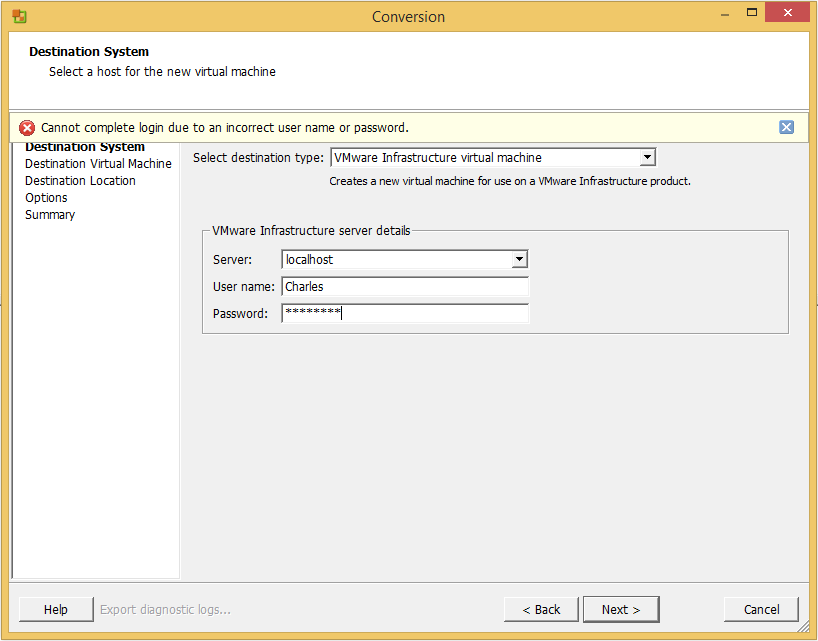 Conversion
Destination System
Select a host for the new virtual machine
Cannot complete login due to an incorrect user name or password.
Destination System
Destination Virtual Machine
Destination Location
Options
Summary
Select destination type: VMware Infrastructure virtual machine
Creates a new virtual machine for use on a VMware Infrastructure product.
VMware Infrastructure server details
Server: localhost
User name: Charles
Password: ********
Help Export diagnostic logs... < Back Next > Cancel